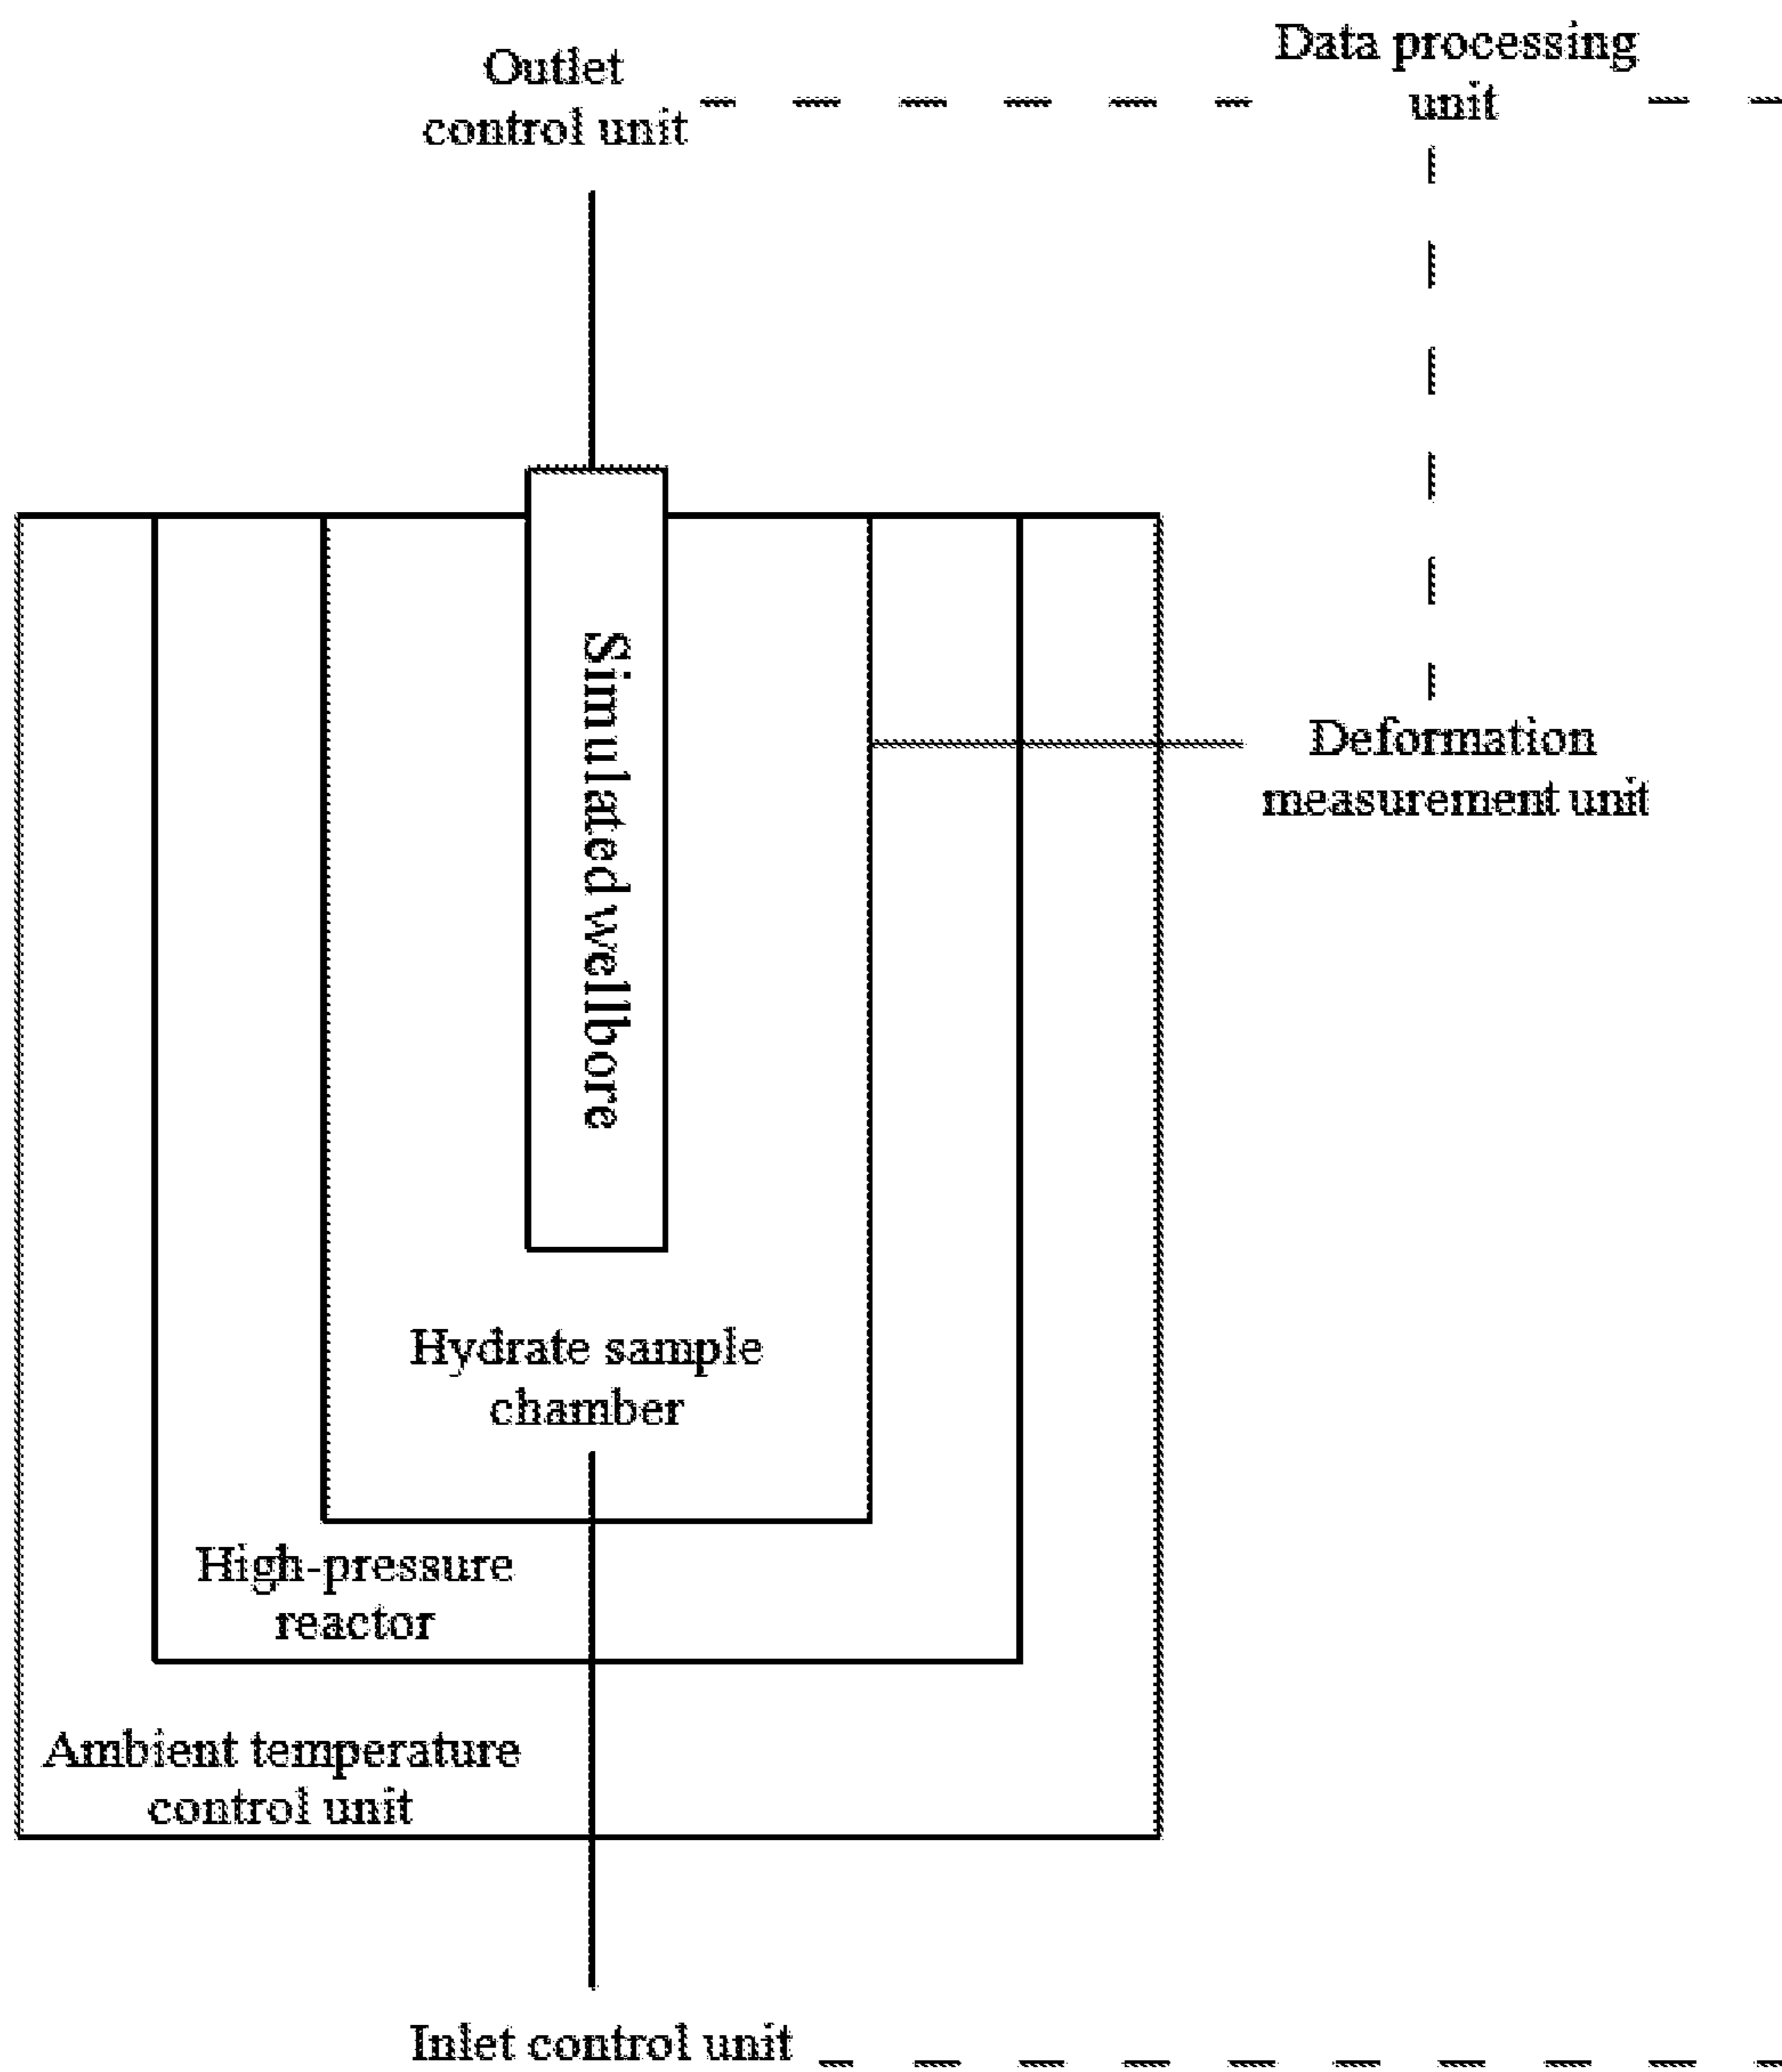 Outlet
control unit
Data processing
unit
Simulated wellbore
Deformation
measurement unit
Hydrate sample
chamber
High-pressure
reactor
Ambient temperature
control unit
Inlet control unit